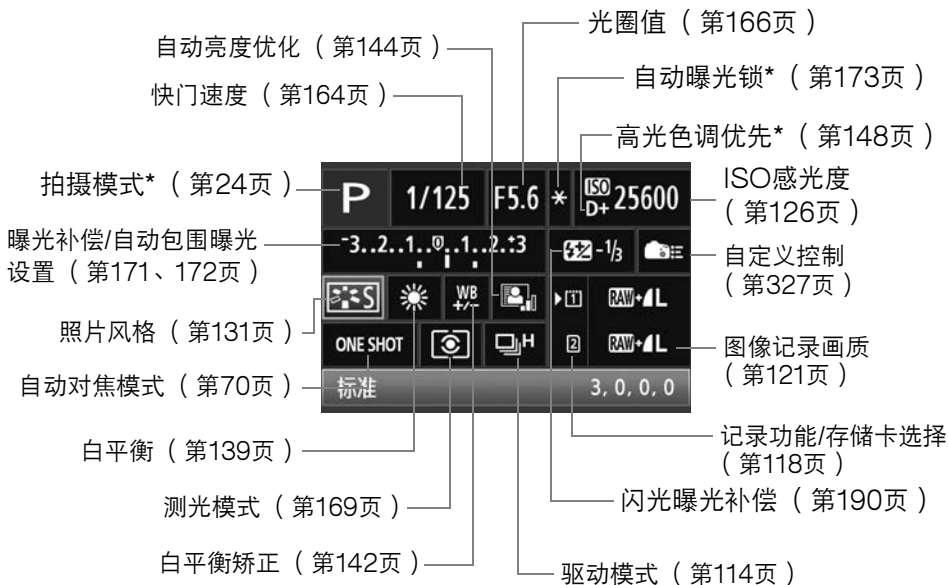 光圈值（第166页）
自动亮度优化（第144页）
自动曝光锁*（第173页）
快门速度（第164页）
高光色调优先*（第148页）
拍摄模式*（第24页）
ISO感光度
（第126页）
P 1/125 F5.6 * ISO D+ 25600
曝光补偿/自动包围曝光
设置（第171、172页）
-3..2..1..0..1..2..+3
-1/3
自定义控制
（第327页）
S WB +/- 1 RAW+L
照片风格（第131页）
ONE SHOT H 2 RAW+L
图像记录画质
（第121页）
自动对焦模式（第70页）
标准 3, 0, 0, 0
白平衡（第139页）
记录功能/存储卡选择
（第118页）
测光模式（第169页）
闪光曝光补偿（第190页）
白平衡矫正（第142页）
驱动模式（第114页）